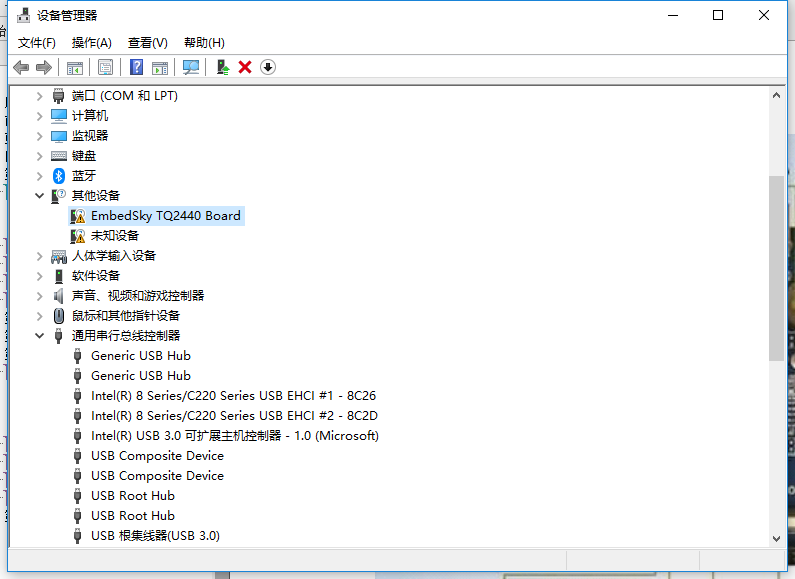 设备管理器
文件(F) 操作(A) 查看(V) 帮助(H)
端口 (COM 和 LPT)
计算机
监视器
键盘
蓝牙
其他设备
EmbedSky TQ2440 Board
未知设备
人体学输入设备
软件设备
声音、视频和游戏控制器
鼠标和其他指针设备
通用串行总线控制器
Generic USB Hub
Generic USB Hub
Intel(R) 8 Series/C220 Series USB EHCI #1 - 8C26
Intel(R) 8 Series/C220 Series USB EHCI #2 - 8C2D
Intel(R) USB 3.0 可扩展主机控制器 - 1.0 (Microsoft)
USB Composite Device
USB Composite Device
USB Root Hub
USB Root Hub
USB 根集线器(USB 3.0)